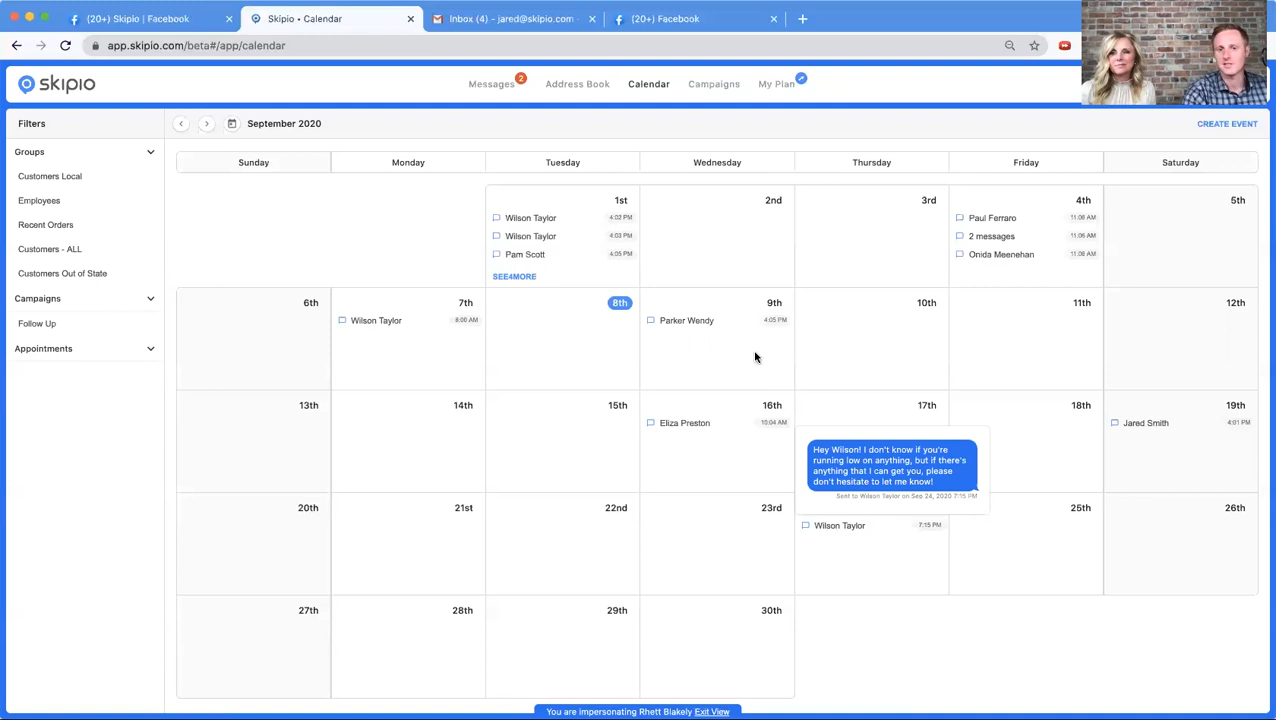 (20+) Skipio | Facebook
Skipio • Calendar
Inbox (4) - jared@skipio.com -
(20+) Facebook
app.skipio.com/beta#/app/calendar
skipio
Messages 2
Address Book
Calendar
Campaigns
My Plan
Filters
September 2020
CREATE EVENT
Groups
Customers Local
Employees
Recent Orders
Customers - ALL
Customers Out of State
Campaigns
Follow Up
Appointments
Sunday Monday Tuesday Wednesday Thursday Friday Saturday
1st
Wilson Taylor 4:02 PM
Wilson Taylor 4:03 PM
Pam Scott 4:05 PM
SEE4MORE
2nd
3rd
4th
Paul Ferraro 11:06 AM
2 messages 11:06 AM
Onida Meenehan 11:08 AM
5th
6th
7th
Wilson Taylor 8:00 AM
8th
9th
Parker Wendy 4:05 PM
10th
11th
12th
13th
14th
15th
16th
Eliza Preston 10:04 AM
17th
18th
19th
Jared Smith 4:01 PM
Hey Wilson! I don't know if you're
running low on anything, but if there's
anything that I can get you, please
don't hesitate to let me know!
Sent to Wilson Taylor on Sep 24, 2020 7:15 PM
20th
21st
22nd
23rd
Wilson Taylor 7:15 PM
25th
26th
27th
28th
29th
30th
You are impersonating Rhett Blakely Exit View